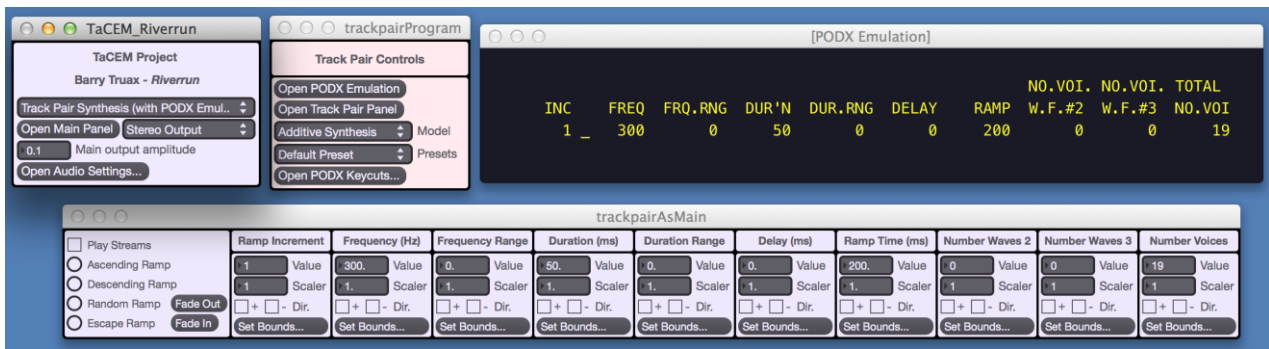 TaCEM_Riverrun
TaCEM Project
Barry Truax - Riverrun
Track Pair Synthesis (with PODX Emul..
Open Main Panel Stereo Output
0.1 Main output amplitude
Open Audio Settings...
trackpairProgram
Track Pair Controls
Open PODX Emulation
Open Track Pair Panel
Additive Synthesis Model
Default Preset Presets
Open PODX Keycuts...
[PODX Emulation]
NO.VOI. NO.VOI. TOTAL
INC FREQ FRQ.RNG DUR'N DUR.RNG DELAY RAMP W.F.#2 W.F.#3 NO.VOI
1 _ 300 0 50 0 0 200 0 0 19
trackpairAsMain
Play Streams
Ascending Ramp
Descending Ramp
Random Ramp Fade Out
Escape Ramp Fade In
Ramp Increment
1 Value
1 Scaler
+ - Dir.
Set Bounds...
Frequency (Hz)
300. Value
1. Scaler
+ - Dir.
Set Bounds...
Frequency Range
0. Value
1. Scaler
+ - Dir.
Set Bounds...
Duration (ms)
50. Value
1. Scaler
+ - Dir.
Set Bounds...
Duration Range
0. Value
1. Scaler
+ - Dir.
Set Bounds...
Delay (ms)
0. Value
1. Scaler
+ - Dir.
Set Bounds...
Ramp Time (ms)
200. Value
1. Scaler
+ - Dir.
Set Bounds...
Number Waves 2
0 Value
1 Scaler
+ - Dir.
Set Bounds...
Number Waves 3
0 Value
1 Scaler
+ - Dir.
Set Bounds...
Number Voices
19 Value
1 Scaler
+ - Dir.
Set Bounds...